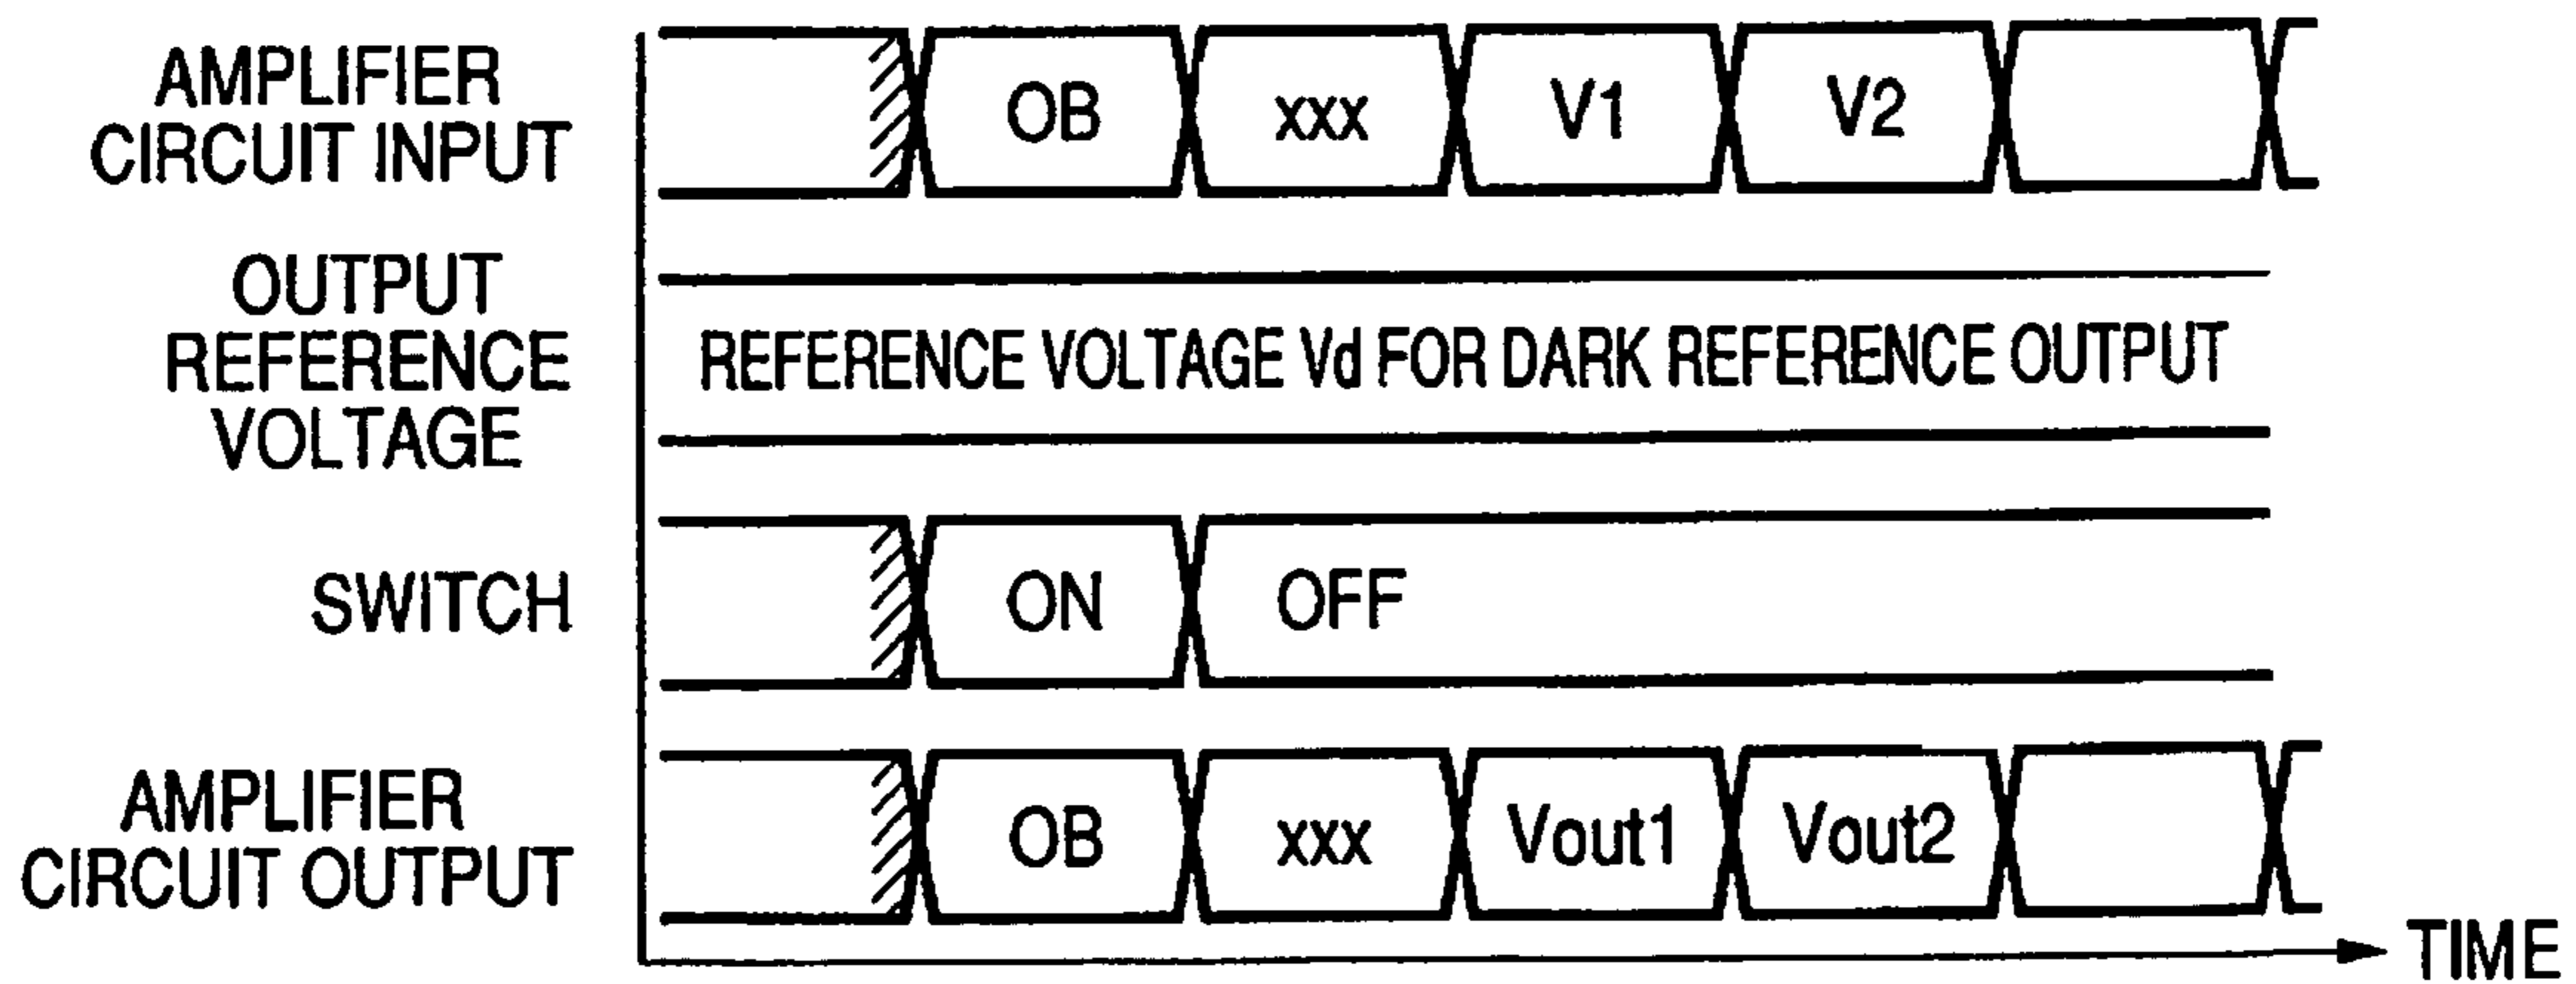 AMPLIFIER
CIRCUIT INPUT
OB xxx V1 V2
OUTPUT
REFERENCE
VOLTAGE
REFERENCE VOLTAGE Vd FOR DARK REFERENCE OUTPUT
SWITCH
ON OFF
AMPLIFIER
CIRCUIT OUTPUT
OB xxx Vout1 Vout2
TIME